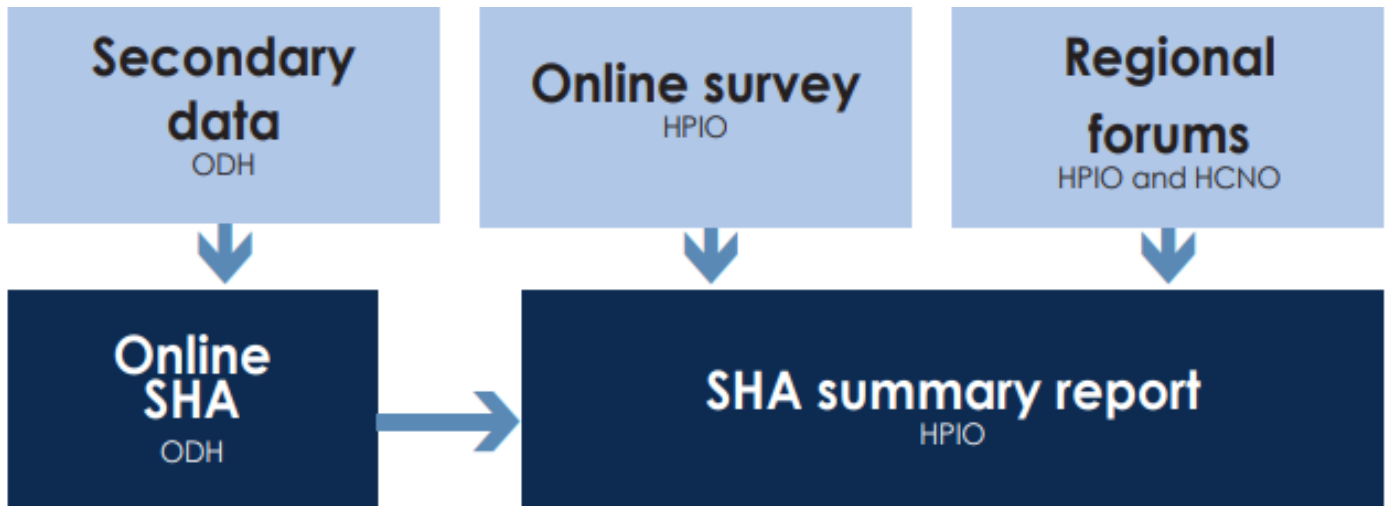 Secondary
data
ODH
Online survey
HPIO
Regional
forums
HPIO and HCNO
Online
SHA
ODH
SHA summary report
HPIO